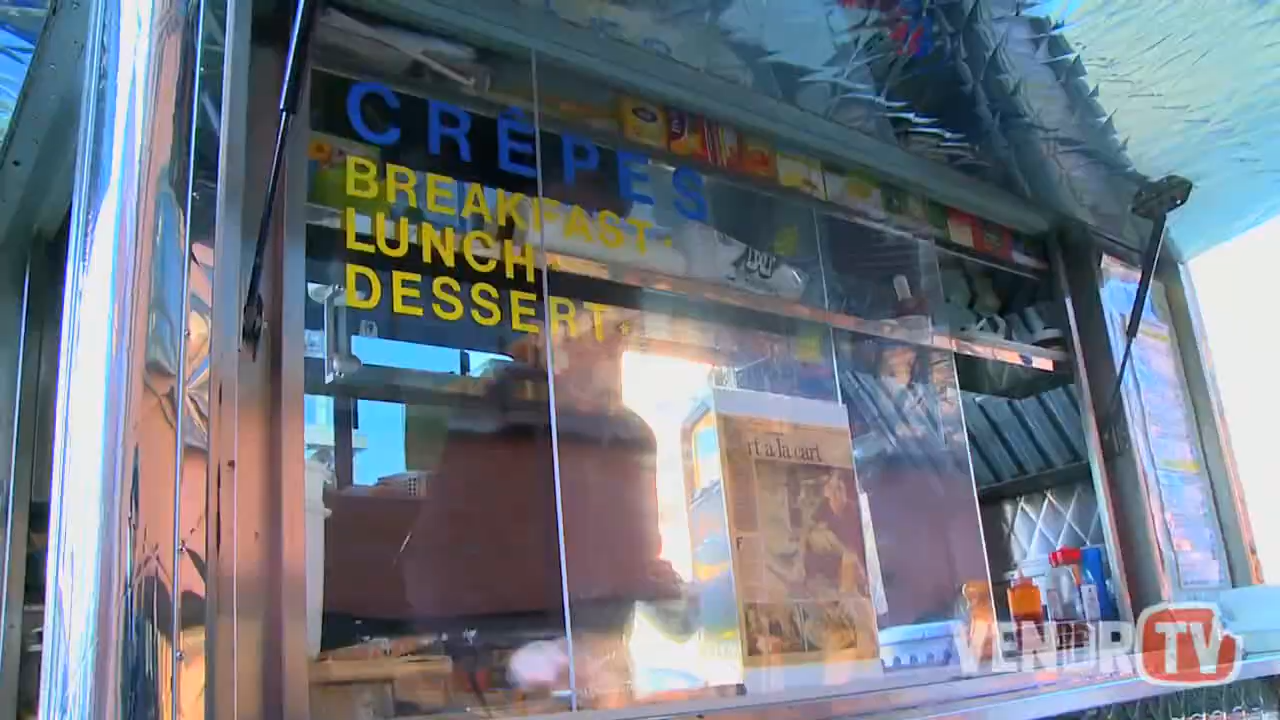 CRÊPES
BREAKFAST·
LUNCH·
DESSERT·
rt a la cart
VENDR TV